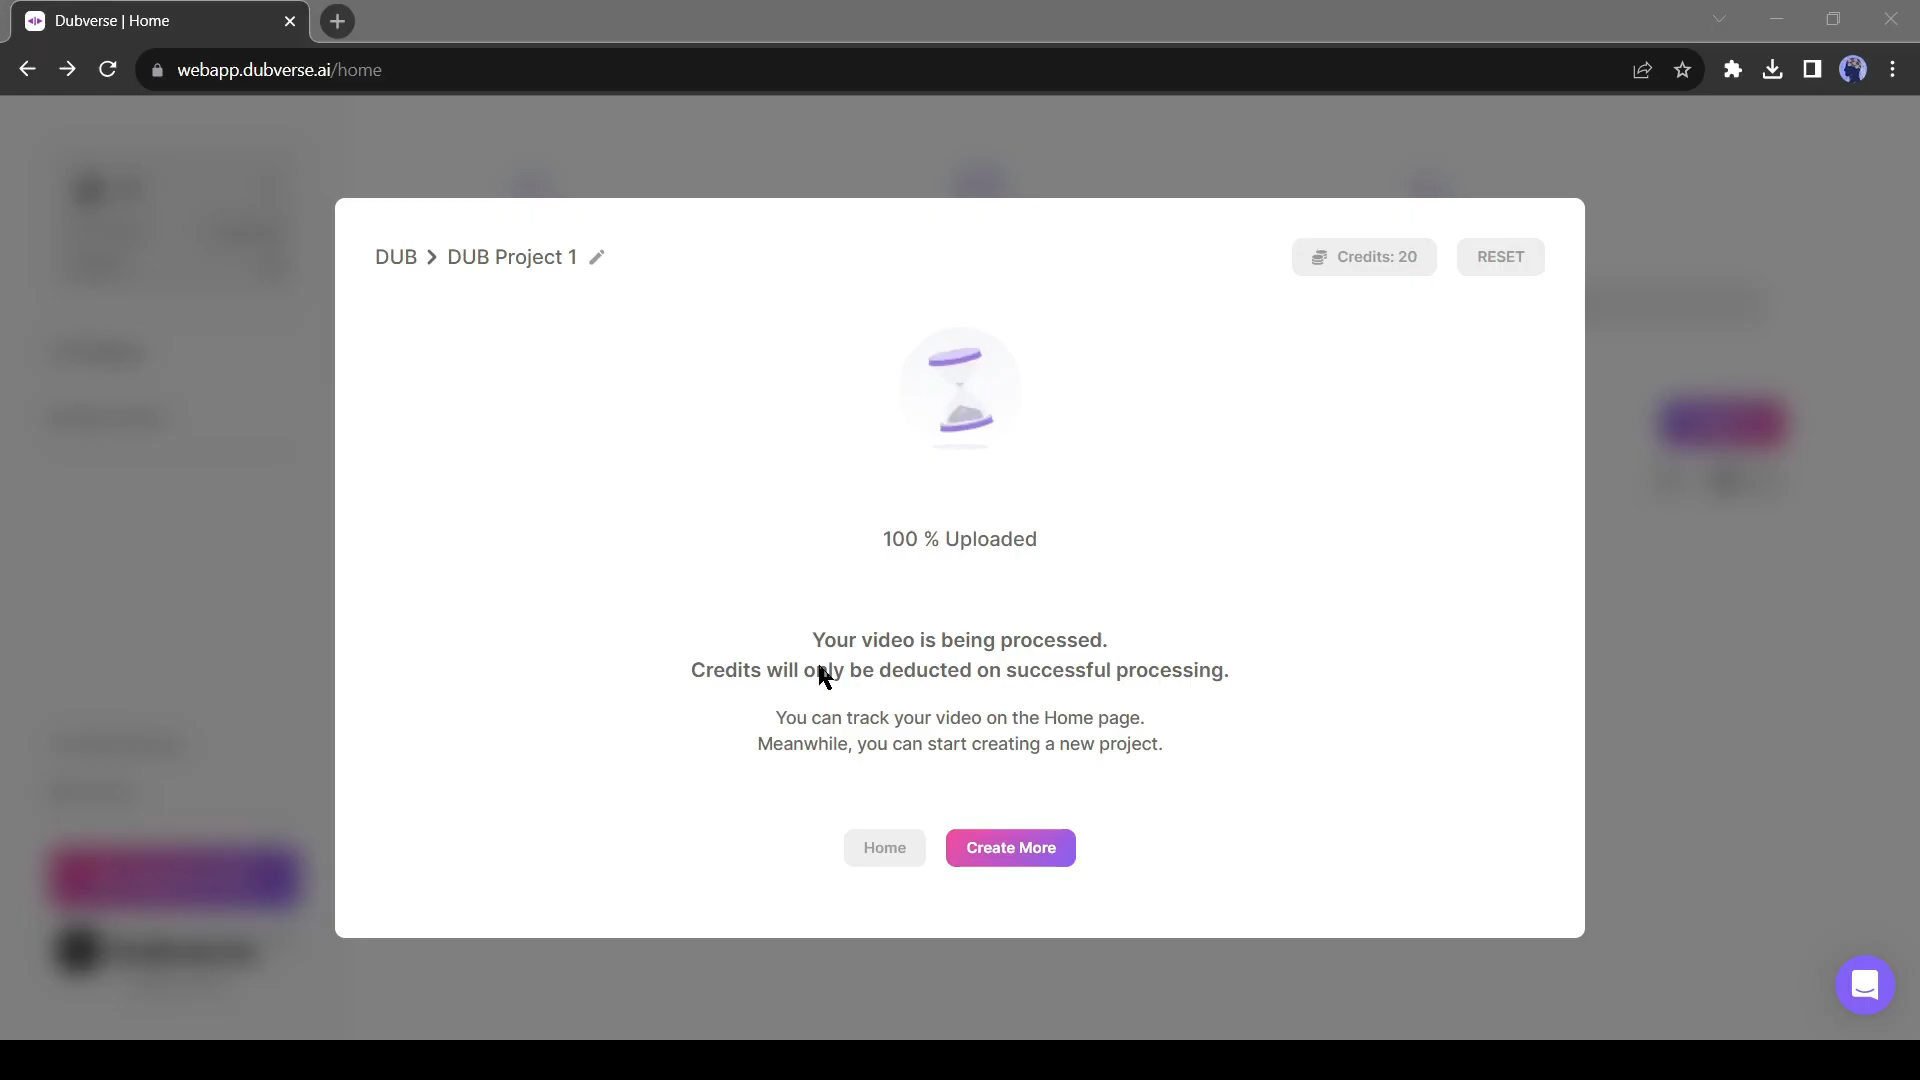 Dubverse | Home
webapp.dubverse.ai/home
DUB > DUB Project 1
Credits: 20
RESET
100 % Uploaded
Your video is being processed.
Credits will only be deducted on successful processing.
You can track your video on the Home page.
Meanwhile, you can start creating a new project.
Home
Create More